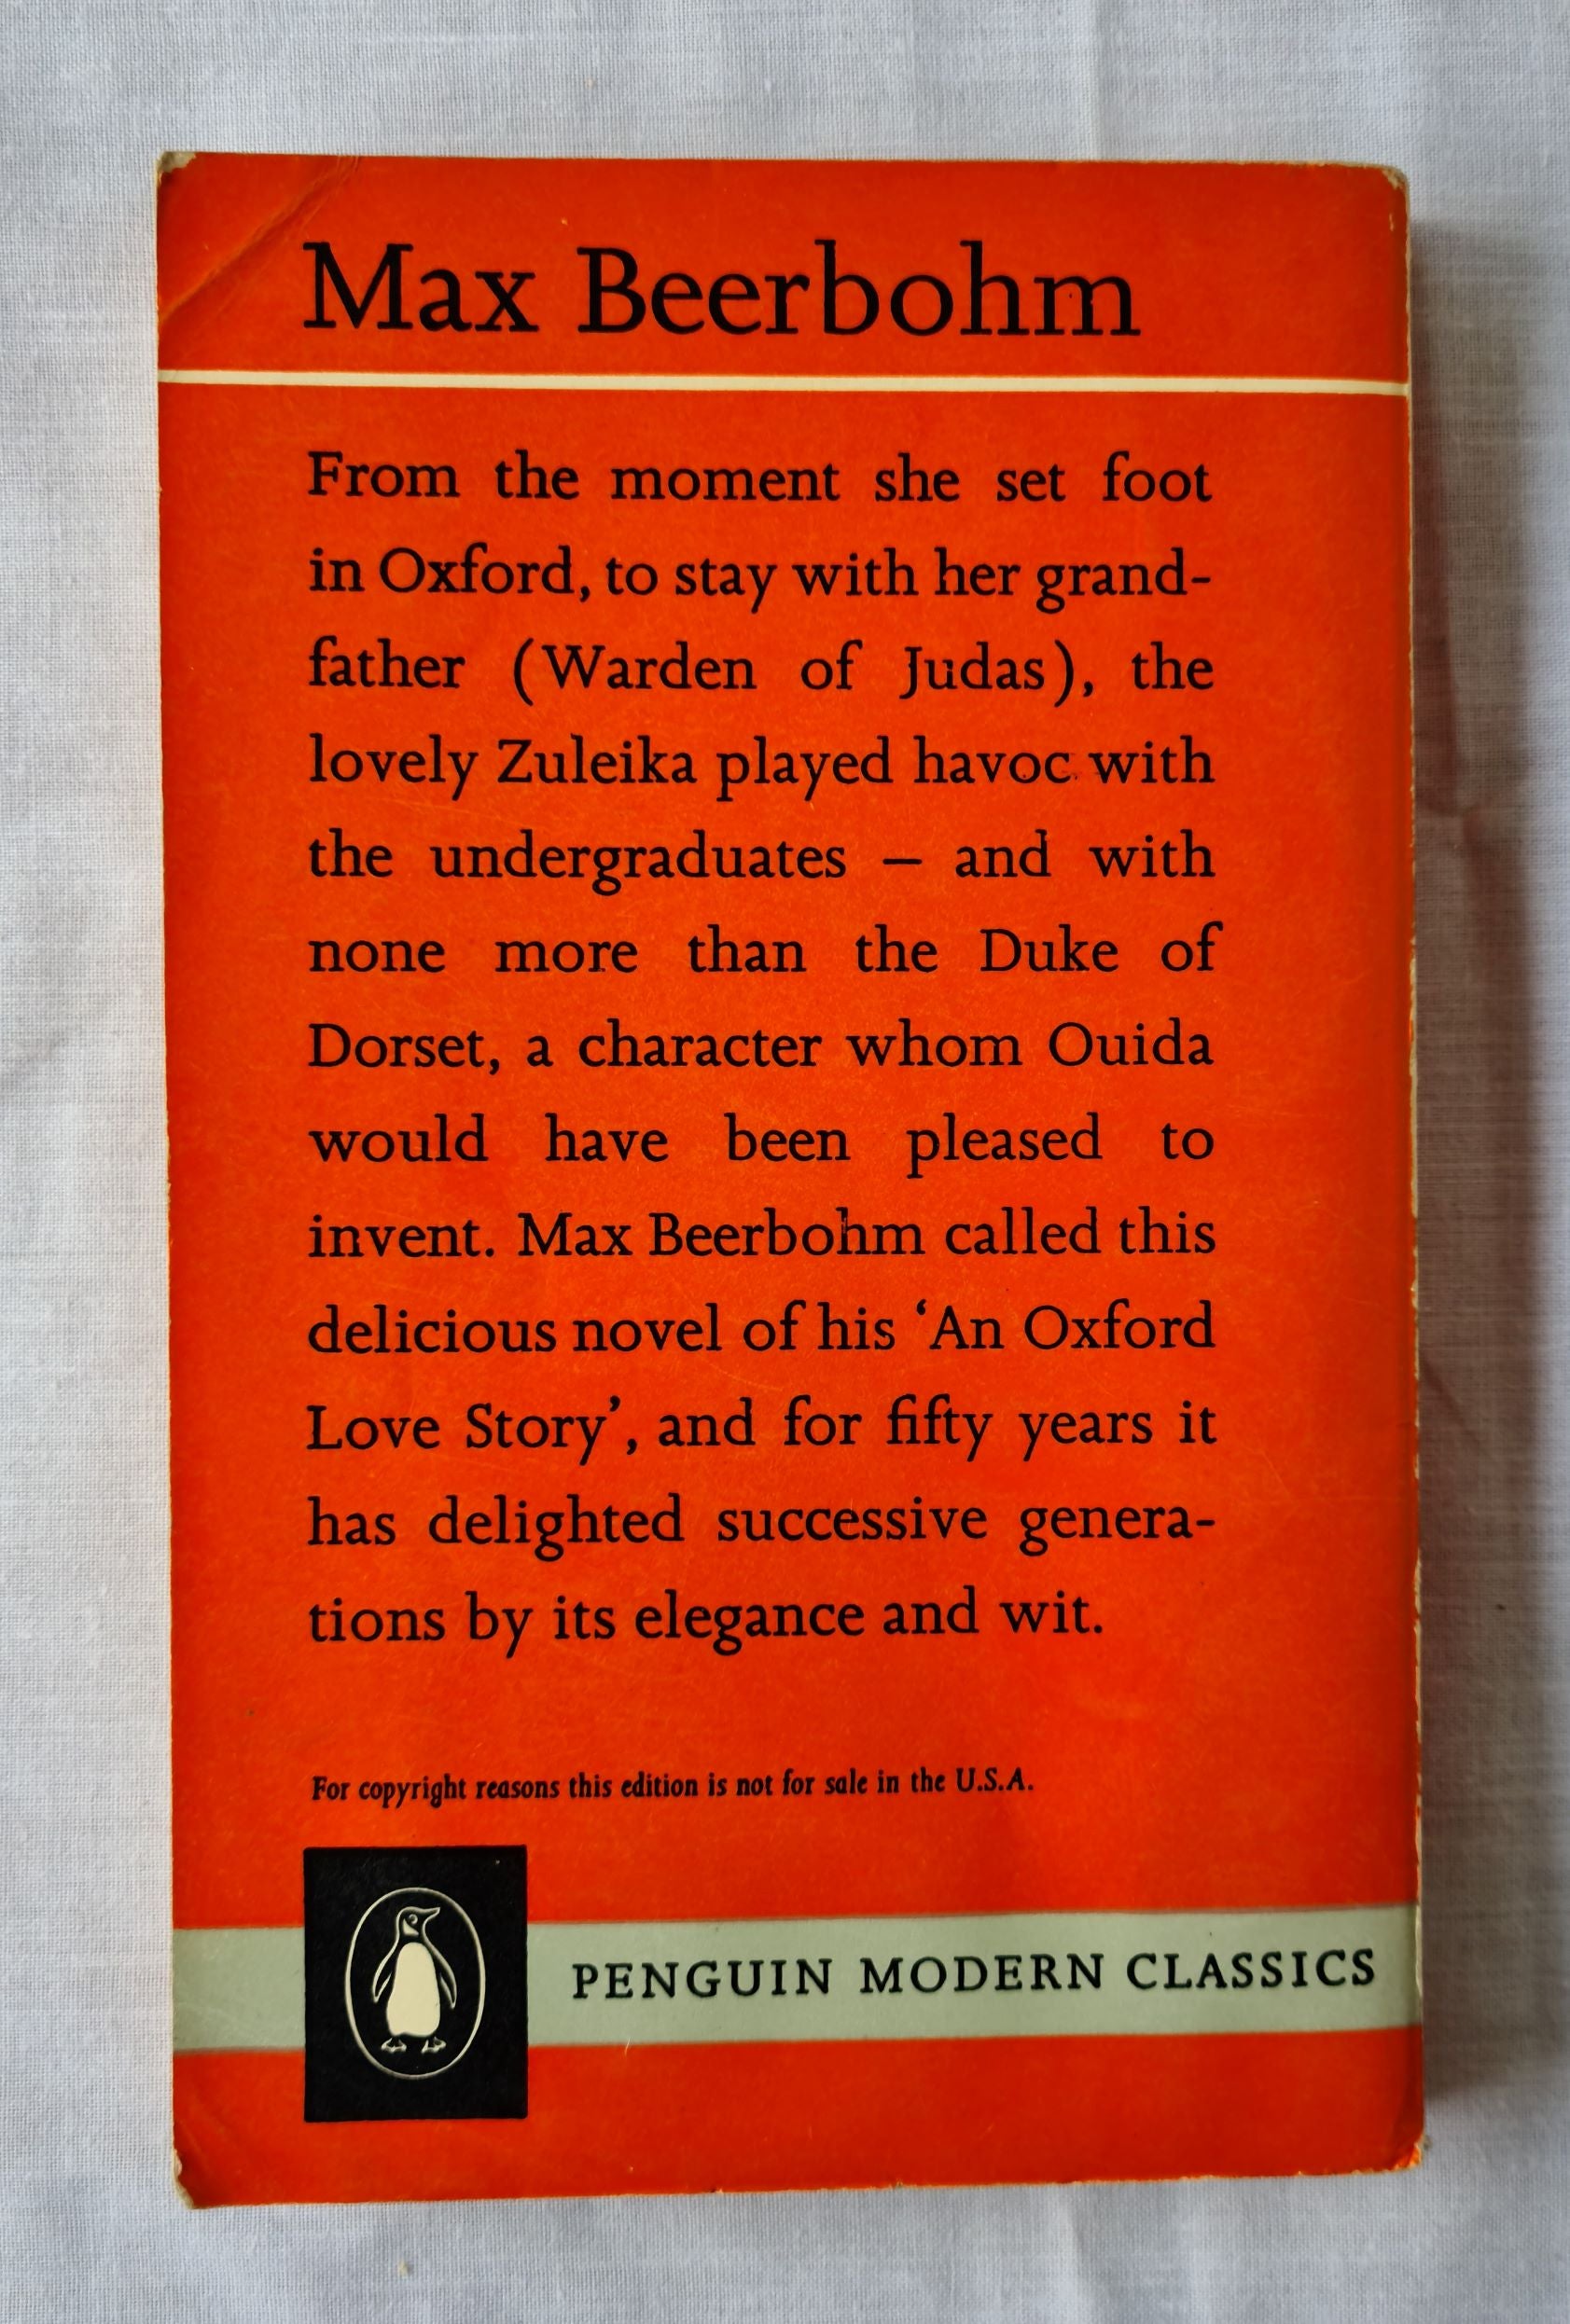 Max Beerbohm
From the moment she set foot
in Oxford, to stay with her grand-
father (Warden of Judas), the
lovely Zuleika played havoc with
the undergraduates – and with
none more than the Duke of
Dorset, a character whom Ouida
would have been pleased to
invent. Max Beerbohm called this
delicious novel of his ‘An Oxford
Love Story’, and for fifty years it
has delighted successive genera-
tions by its elegance and wit.
For copyright reasons this edition is not for sale in the U.S.A.
PENGUIN MODERN CLASSICS